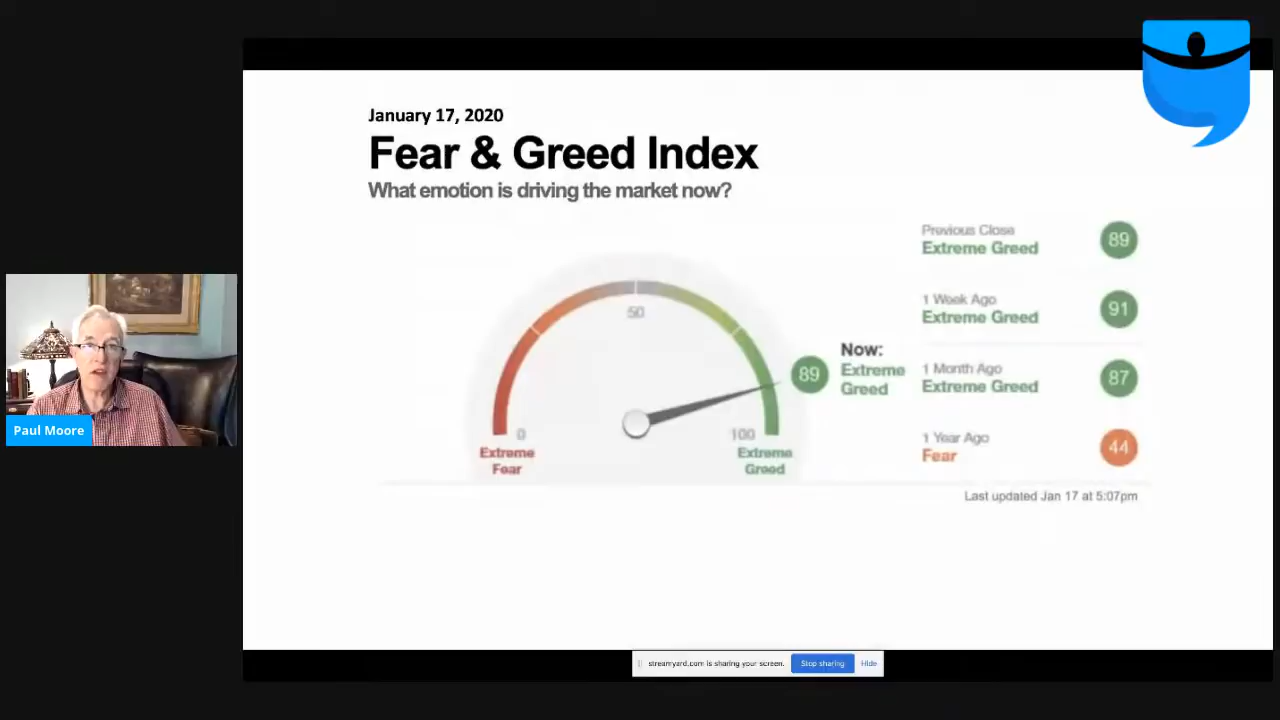 January 17, 2020
Fear & Greed Index
What emotion is driving the market now?
Previous Close
Extreme Greed
89
1 Week Ago
Extreme Greed
91
50
Now:
Extreme
Greed
89
1 Month Ago
Extreme Greed
87
0
Extreme
Fear
100
Extreme
Greed
1 Year Ago
Fear
44
Last updated Jan 17 at 5:07pm
Paul Moore
streamyard.com is sharing your screen.
Stop sharing
Hide